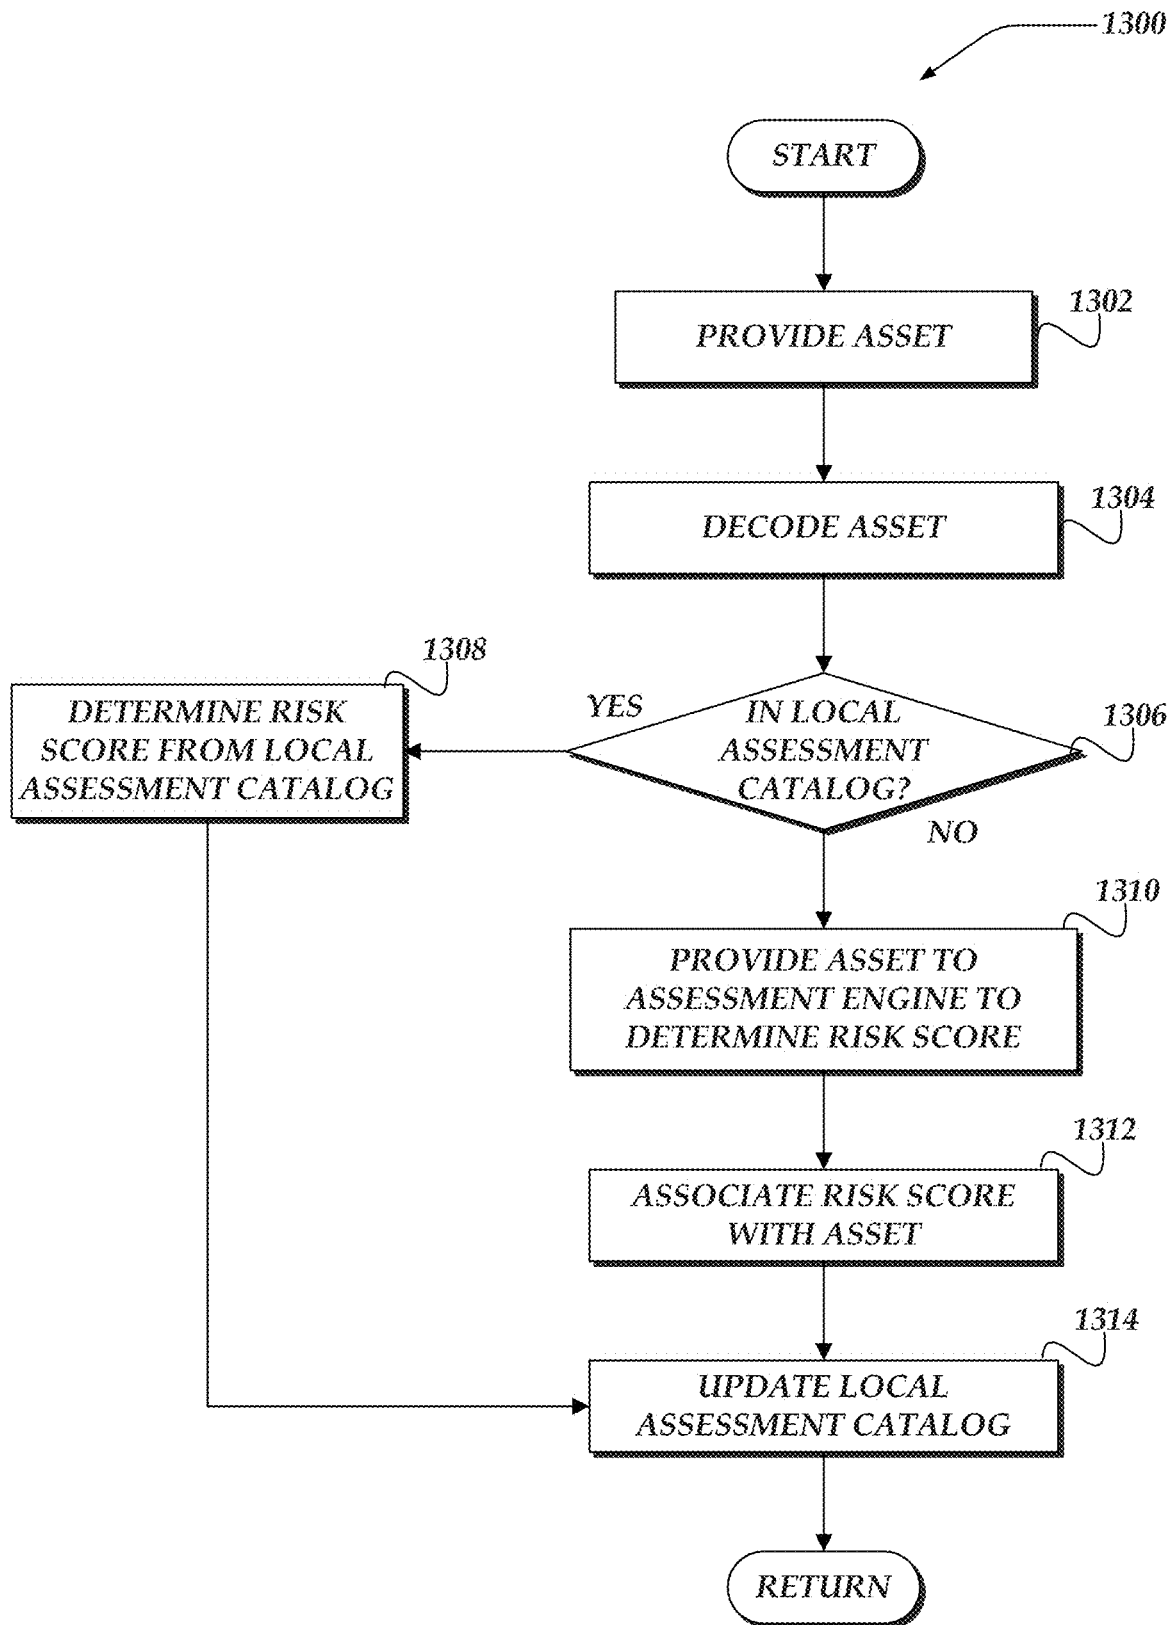 1300
START
1302
PROVIDE ASSET
1304
DECODE ASSET
1308
DETERMINE RISK
SCORE FROM LOCAL
ASSESSMENT CATALOG
YES
IN LOCAL
ASSESSMENT
CATALOG?
1306
NO
1310
PROVIDE ASSET TO
ASSESSMENT ENGINE TO
DETERMINE RISK SCORE
1312
ASSOCIATE RISK SCORE
WITH ASSET
1314
UPDATE LOCAL
ASSESSMENT CATALOG
RETURN